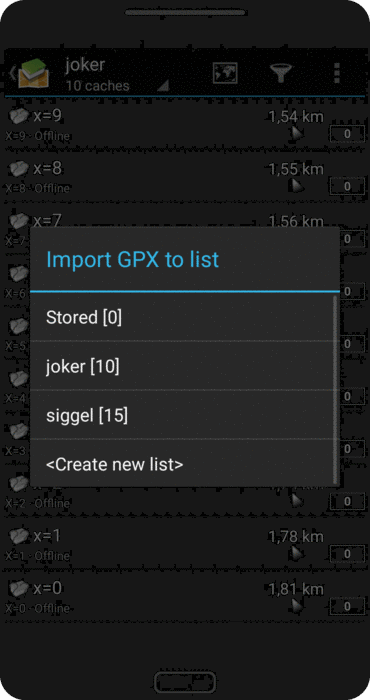 joker
10 caches
x=9
1,54 km
X=9 · Offline
0
x=8
1,55 km
X=8 · Offline
0
x=7
1,56 km
X=7
0
Import GPX to list
Stored [0]
X=6
0
X=5
0
joker [10]
X=4
0
siggel [15]
X=3
0
<Create new list>
X=2 · Offline
0
x=1
1,78 km
X=1 · Offline
0
x=0
1,81 km
X=0 · Offline
0